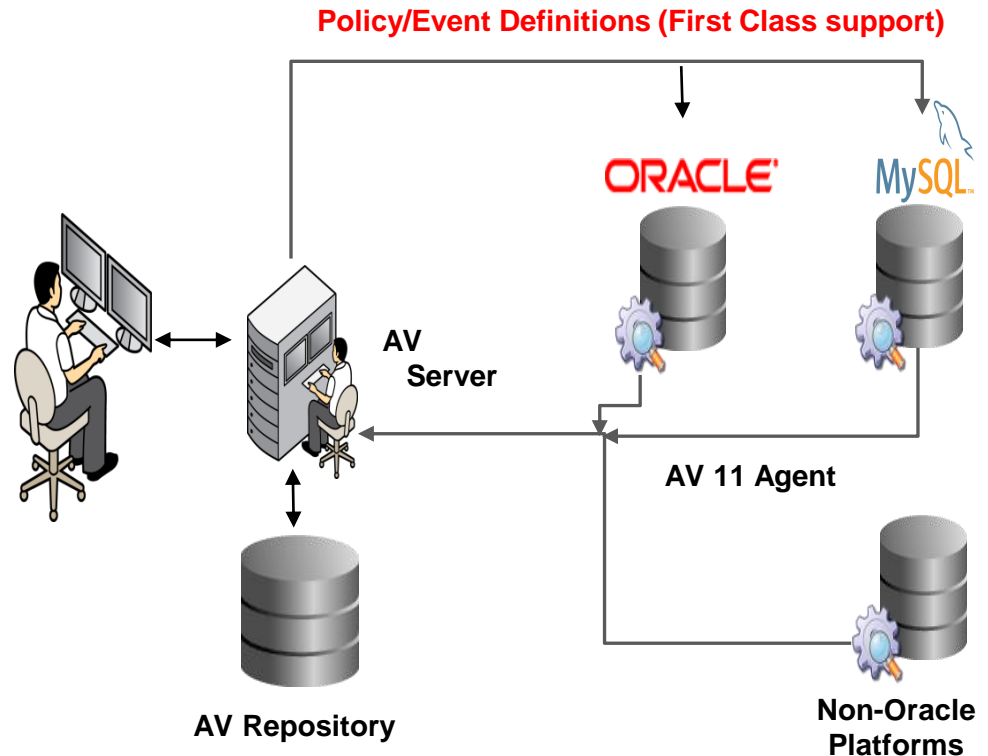 Policy/Event Definitions (First Class support)
ORACLE
MySQL
AV
Server
AV 11 Agent
AV Repository
Non-Oracle
Platforms